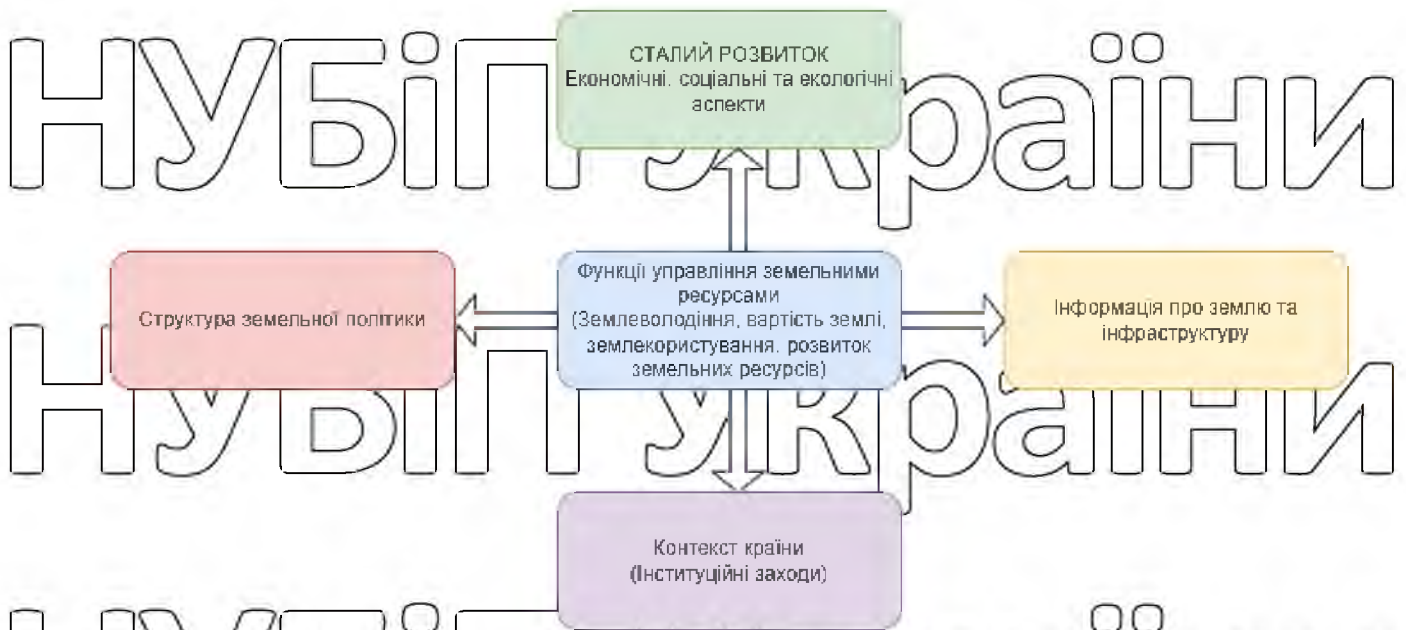 НУБіП України
СТАЛИЙ РОЗВИТОК
Економічні. соціальні та екологічні
аспекти
Структура земельної політики
Функції управління земельними
ресурсами
(Землеволодіння, вартість землі,
землекористування. розвиток
земельних ресурсів)
Інформація про землю та
інфраструктуру
НУБіП України
Контекст країни
(Інституційні заходи)